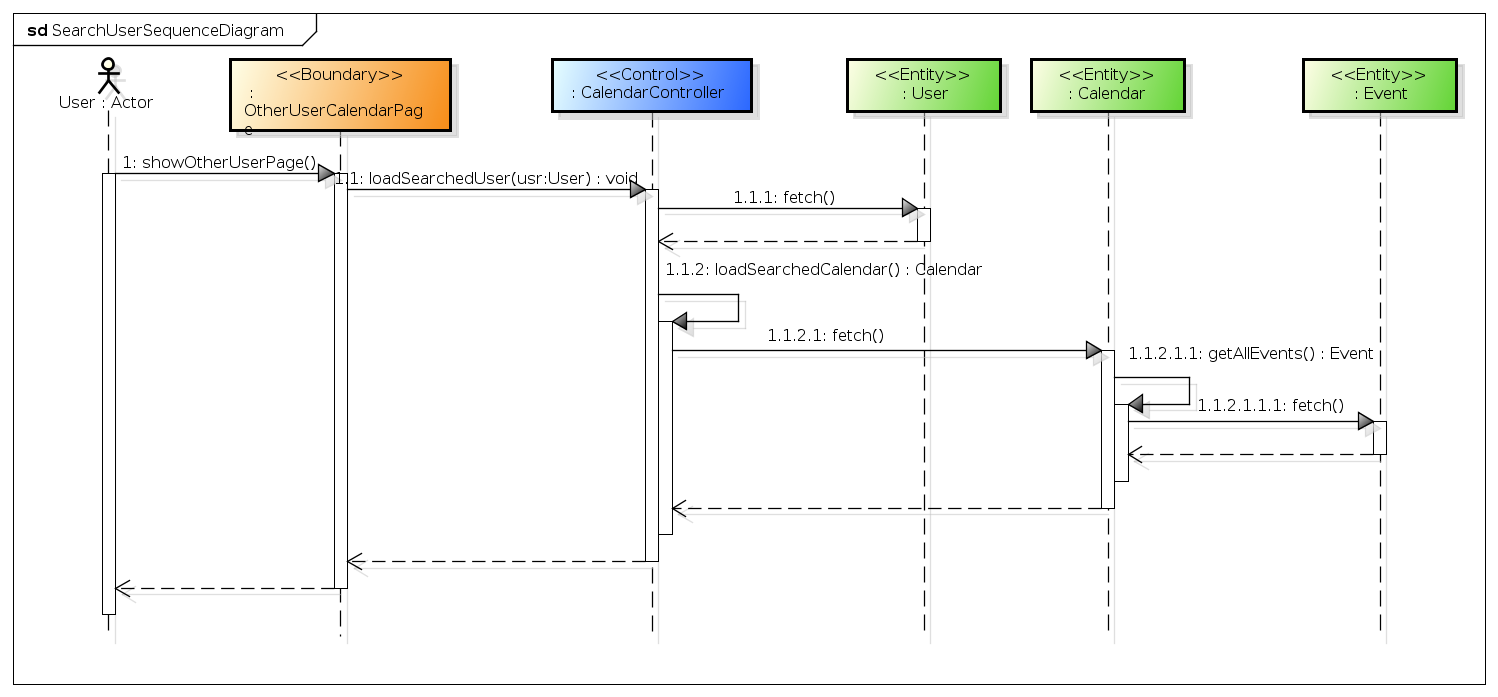 sd SearchUserSequenceDiagram
User : Actor
<<Boundary>>
:
OtherUserCalendarPag
e
<<Control>>
: CalendarController
<<Entity>>
: User
<<Entity>>
: Calendar
<<Entity>>
: Event
1: showOtherUserPage()
1.1: loadSearchedUser(usr:User) : void
1.1.1: fetch()
1.1.2: loadSearchedCalendar() : Calendar
1.1.2.1: fetch()
1.1.2.1.1: getAllEvents() : Event
1.1.2.1.1.1: fetch()